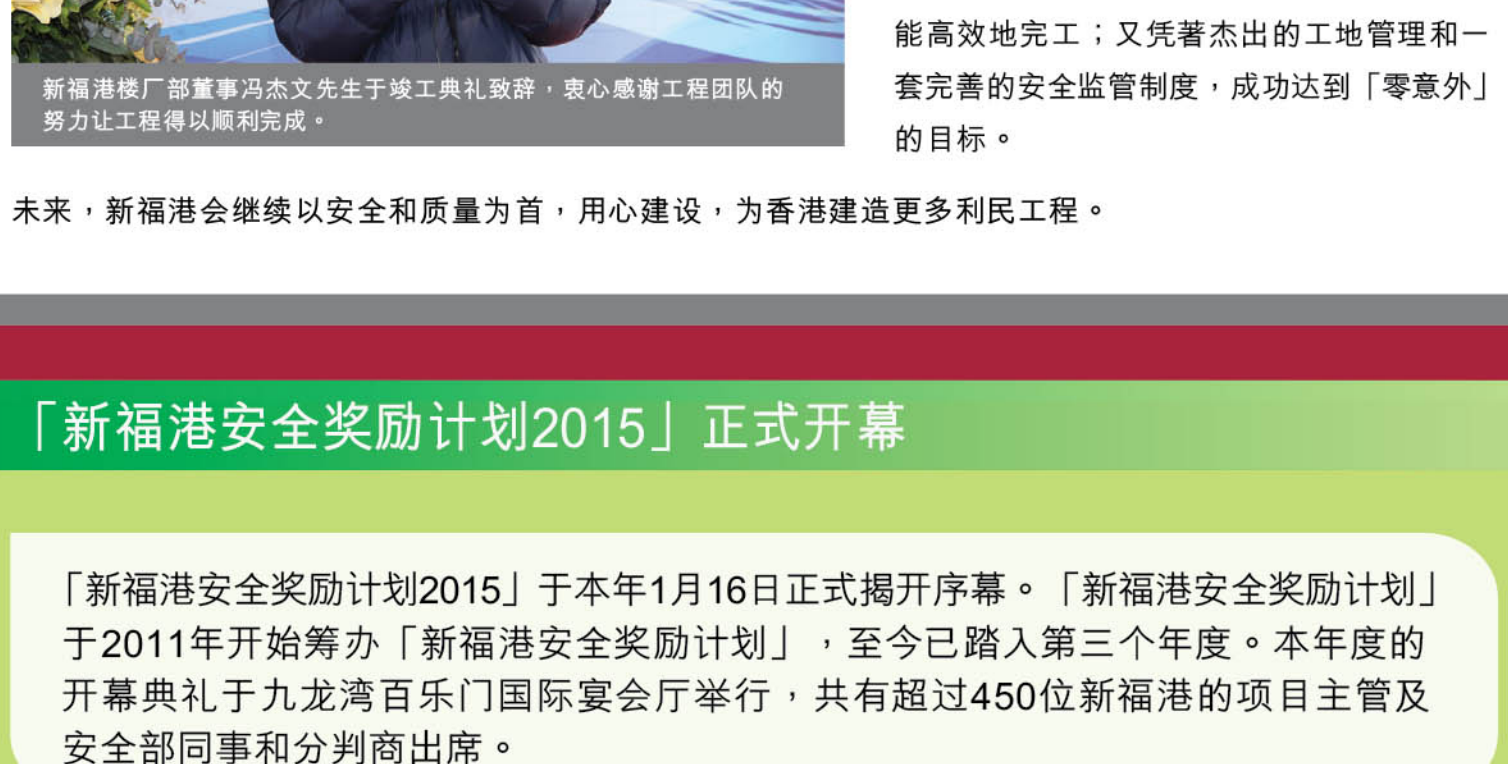 新福港楼厂部董事冯杰文先生于竣工典礼致辞，衷心感谢工程团队的
努力让工程得以顺利完成。
能高效地完工；又凭著杰出的工地管理和一
套完善的安全监管制度，成功达到「零意外」
的目标。
未来，新福港会继续以安全和质量为首，用心建设，为香港建造更多利民工程。
「新福港安全奖励计划2015」正式开幕
「新福港安全奖励计划2015」于本年1月16日正式揭开序幕。「新福港安全奖励计划」
于2011年开始筹办「新福港安全奖励计划」，至今已踏入第三个年度。本年度的
开幕典礼于九龙湾百乐门国际宴会厅举行，共有超过450位新福港的项目主管及
安全部同事和分判商出席。